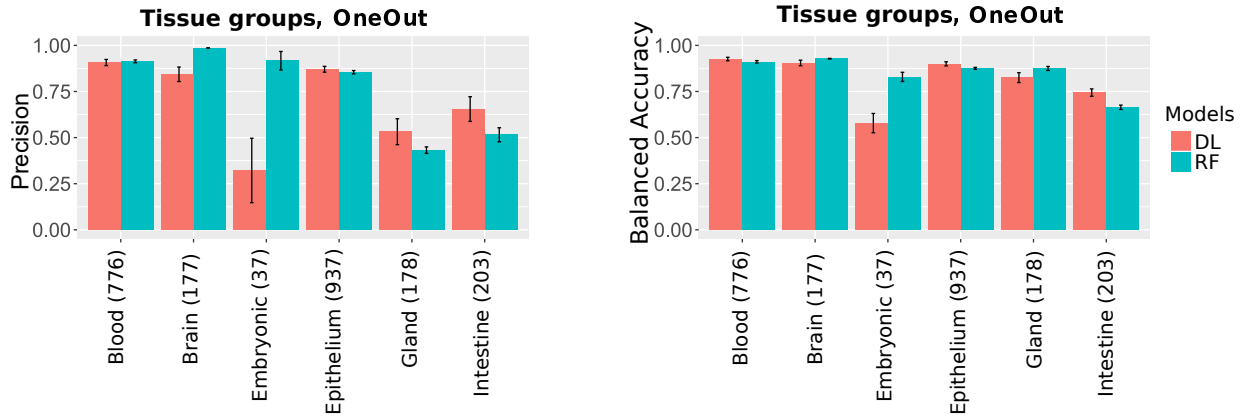 Tissue groups, OneOut
Precision
1.00
0.75
0.50
0.25
0.00
Blood (776)
Brain (177)
Embryonic (37)
Epithelium (937)
Gland (178)
Intestine (203)
Tissue groups, OneOut
Balanced Accuracy
1.00
0.75
0.50
0.25
0.00
Blood (776)
Brain (177)
Embryonic (37)
Epithelium (937)
Gland (178)
Intestine (203)
Models
DL
RF